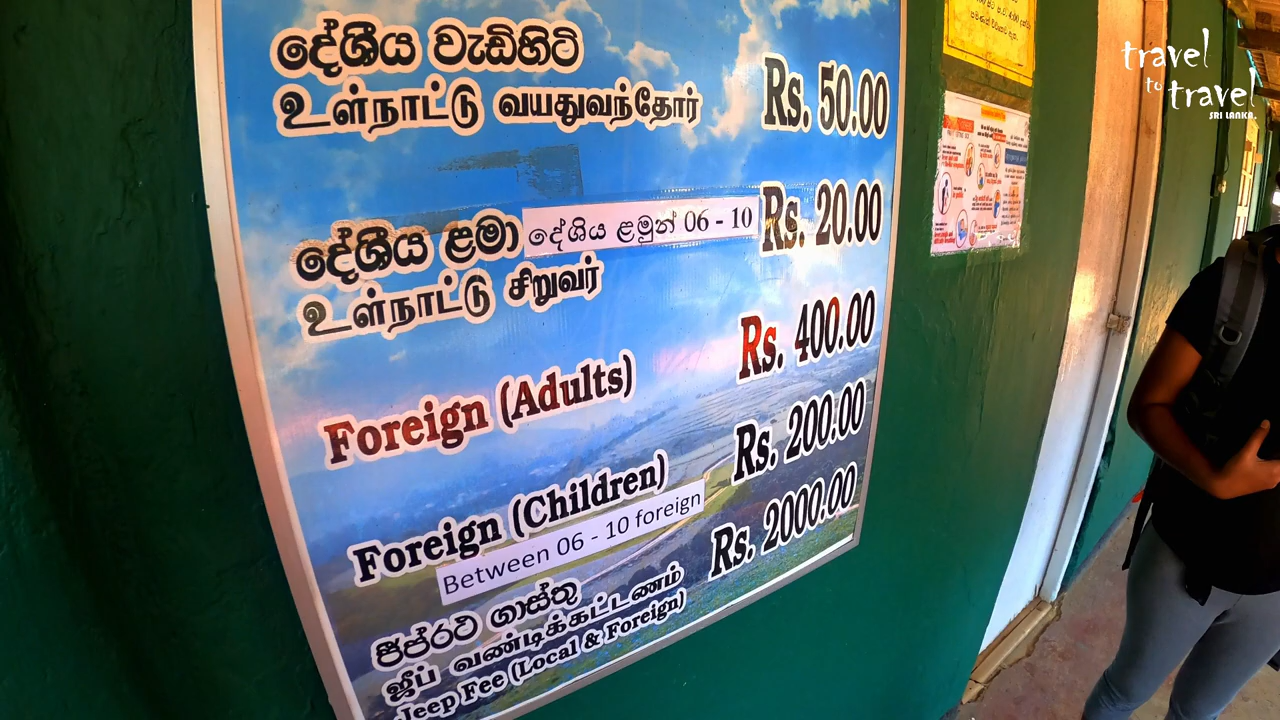 දේශීය වැඩිහිටි
உள்நாட்டு வயதுவந்தோர் Rs. 50.00
දේශීය ළමා දේශිය ළමුන් 06 - 10 Rs. 20.00
உள்நாட்டு சிறுவர்
Foreign (Adults) Rs. 400.00
Foreign (Children) Rs. 200.00
Between 06 - 10 foreign
ජීප්රථ ගාස්තු
ஜீப் வண்டிக்கட்டணம் Rs. 2000.00
Jeep Fee (Local & Foreign)
travel
to travel
SRI LANKA.